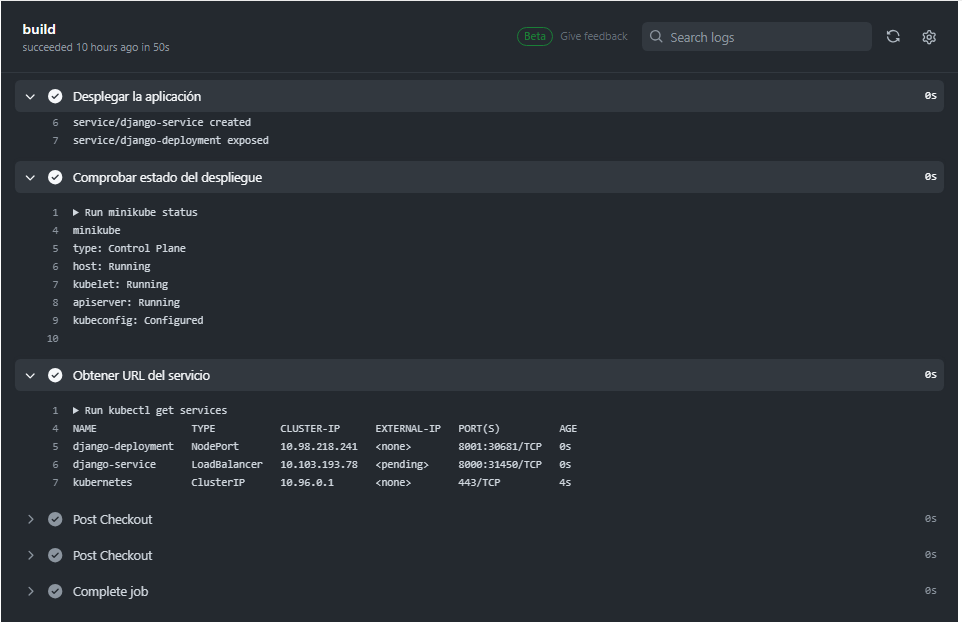 build
succeeded 10 hours ago in 50s
Beta Give feedback
Search logs
Desplegar la aplicación 0s
6 service/django-service created
7 service/django-deployment exposed
Comprobar estado del despliegue 0s
1 Run minikube status
4 minikube
5 type: Control Plane
6 host: Running
7 kubelet: Running
8 apiserver: Running
9 kubeconfig: Configured
10
Obtener URL del servicio 0s
1 Run kubectl get services
4 NAME TYPE CLUSTER-IP EXTERNAL-IP PORT(S) AGE
5 django-deployment NodePort 10.98.218.241 <none> 8001:30681/TCP 0s
6 django-service LoadBalancer 10.103.193.78 <pending> 8000:31450/TCP 0s
7 kubernetes ClusterIP 10.96.0.1 <none> 443/TCP 4s
Post Checkout 0s
Post Checkout 0s
Complete job 0s